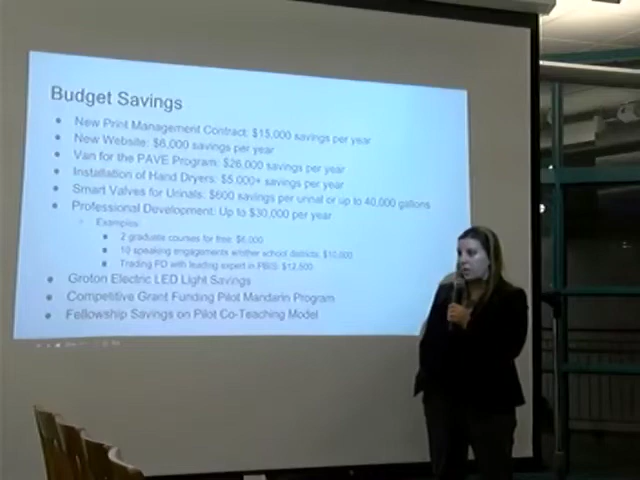 Budget Savings
• New Print Management Contract: $15,000 savings per year
• New Website: $6,000 savings per year
• Van for the PAVE Program: $26,000 savings per year
• Installation of Hand Dryers: $5,000+ savings per year
• Smart Valves for Urinals: $600 savings per urinal or up to 40,000 gallons
• Professional Development: Up to $30,000 per year
Examples:
2 graduate courses for free: $6,000
10 speaking engagements w/other school districts: $10,000
Trading PD with leading expert in PBIS: $12,500
• Groton Electric LED Light Savings
• Competitive Grant Funding Pilot Mandarin Program
• Fellowship Savings on Pilot Co-Teaching Model